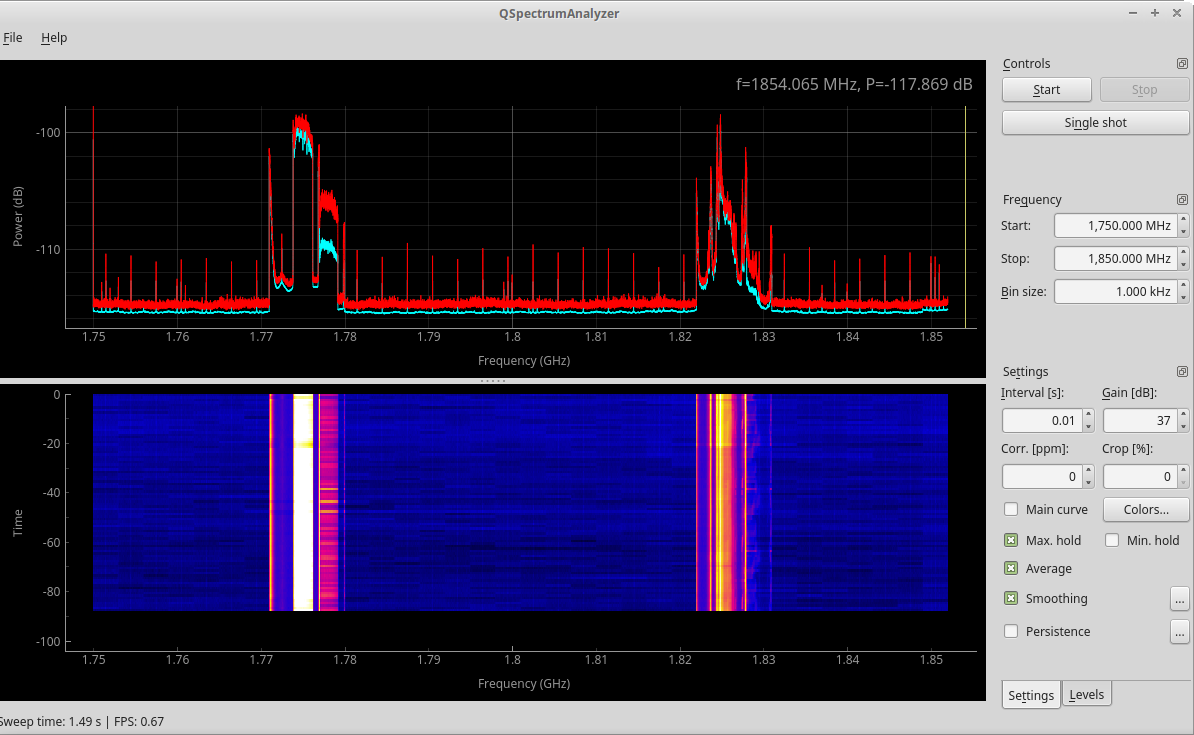 QSpectrumAnalyzer
File Help
f=1854.065 MHz, P=-117.869 dB
-100
-110
Power (dB)
1.75 1.76 1.77 1.78 1.79 1.8 1.81 1.82 1.83 1.84 1.85
Frequency (GHz)
0
-20
-40
-60
-80
-100
Time
1.75 1.76 1.77 1.78 1.79 1.8 1.81 1.82 1.83 1.84 1.85
Frequency (GHz)
Controls
Start Stop
Single shot
Frequency
Start: 1,750.000 MHz
Stop: 1,850.000 MHz
Bin size: 1.000 kHz
Settings
Interval [s]: Gain [dB]:
0.01 37
Corr. [ppm]: Crop [%]:
0 0
Main curve Colors...
Max. hold Min. hold
Average
Smoothing ...
Persistence ...
Settings Levels
Sweep time: 1.49 s | FPS: 0.67